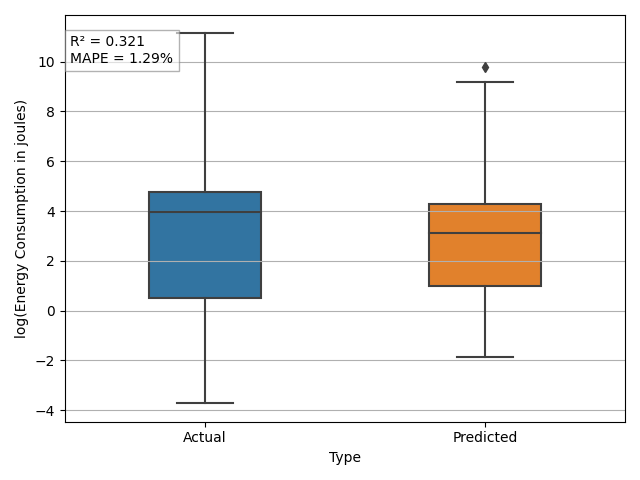 R² = 0.321
MAPE = 1.29%
log(Energy Consumption in joules)
10
8
6
4
2
0
−2
−4
Actual
Predicted
Type